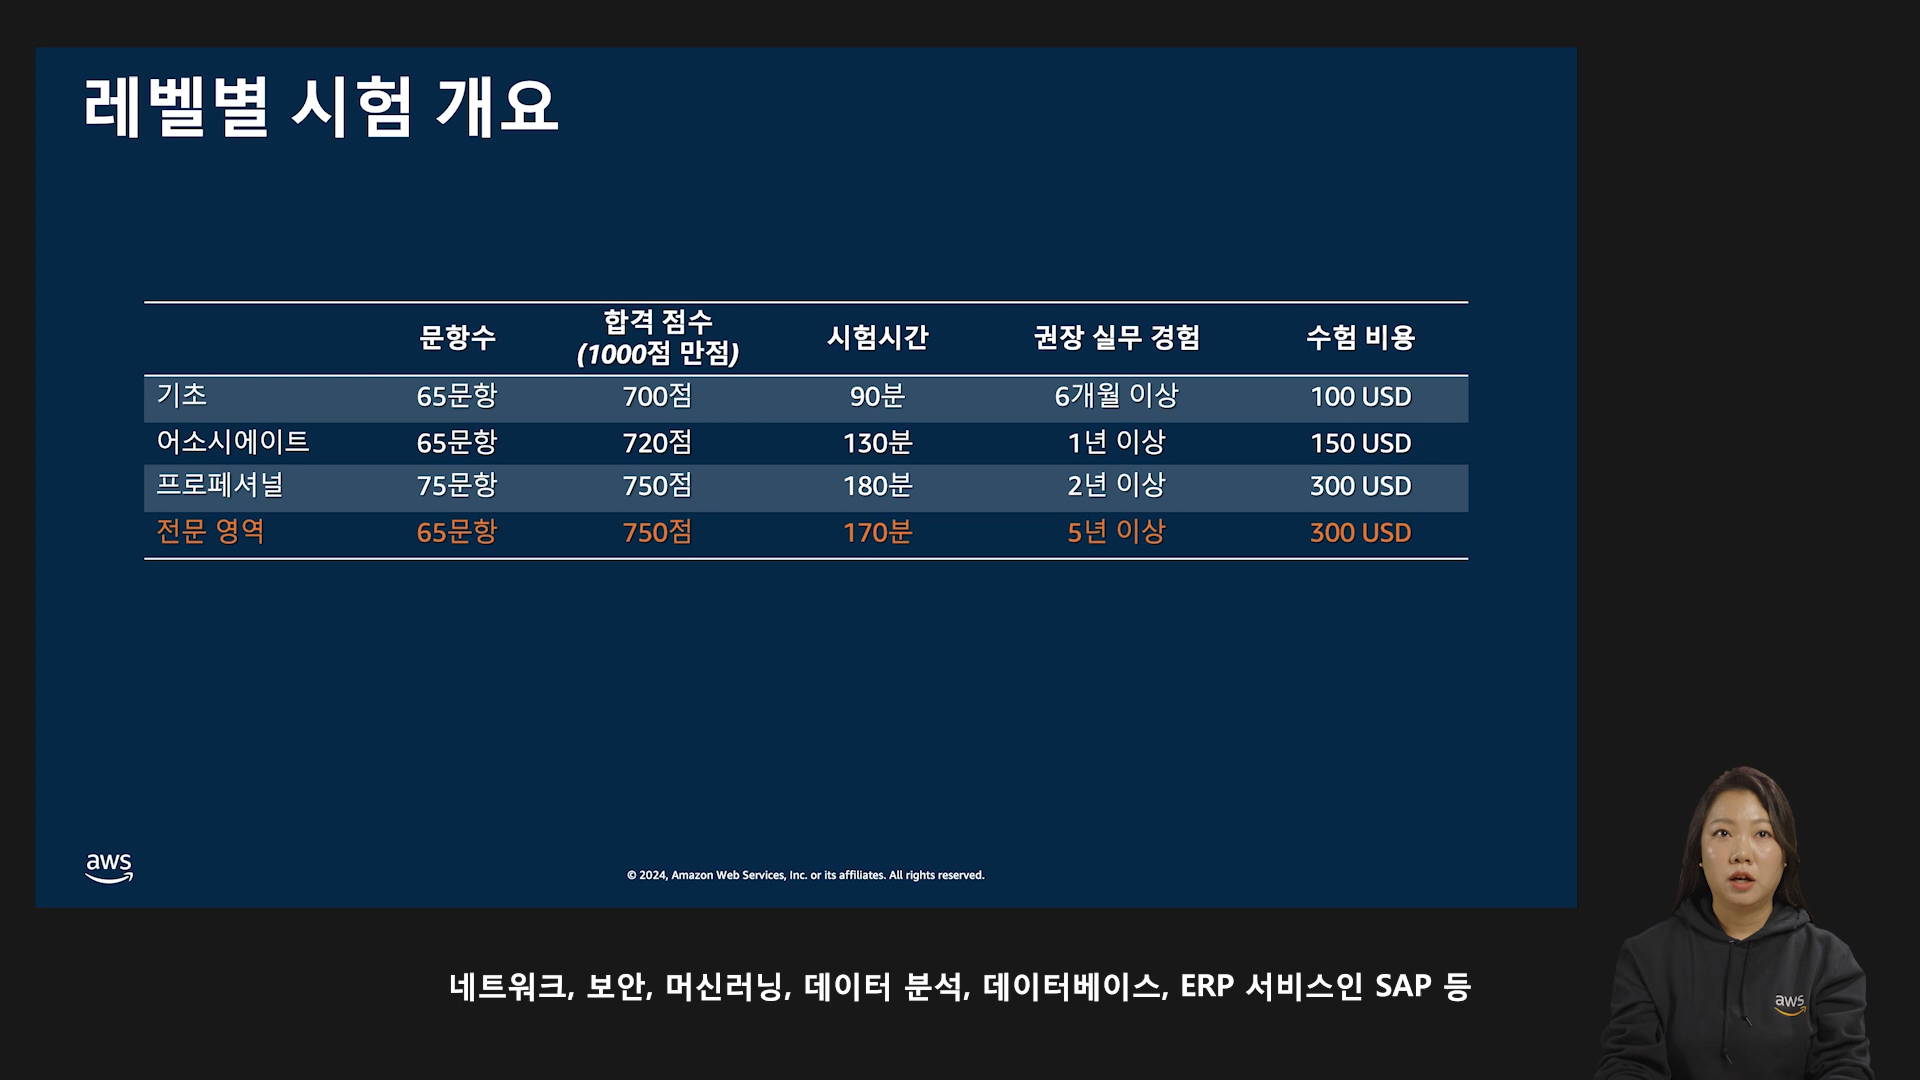 레벨별 시험 개요
문항수 합격 점수 (1000점 만점) 시험시간 권장 실무 경험 수험 비용
기초 65문항 700점 90분 6개월 이상 100 USD
어소시에이트 65문항 720점 130분 1년 이상 150 USD
프로페셔널 75문항 750점 180분 2년 이상 300 USD
전문 영역 65문항 750점 170분 5년 이상 300 USD
aws
© 2024, Amazon Web Services, Inc. or its affiliates. All rights reserved.
aws
네트워크, 보안, 머신러닝, 데이터 분석, 데이터베이스, ERP 서비스인 SAP 등